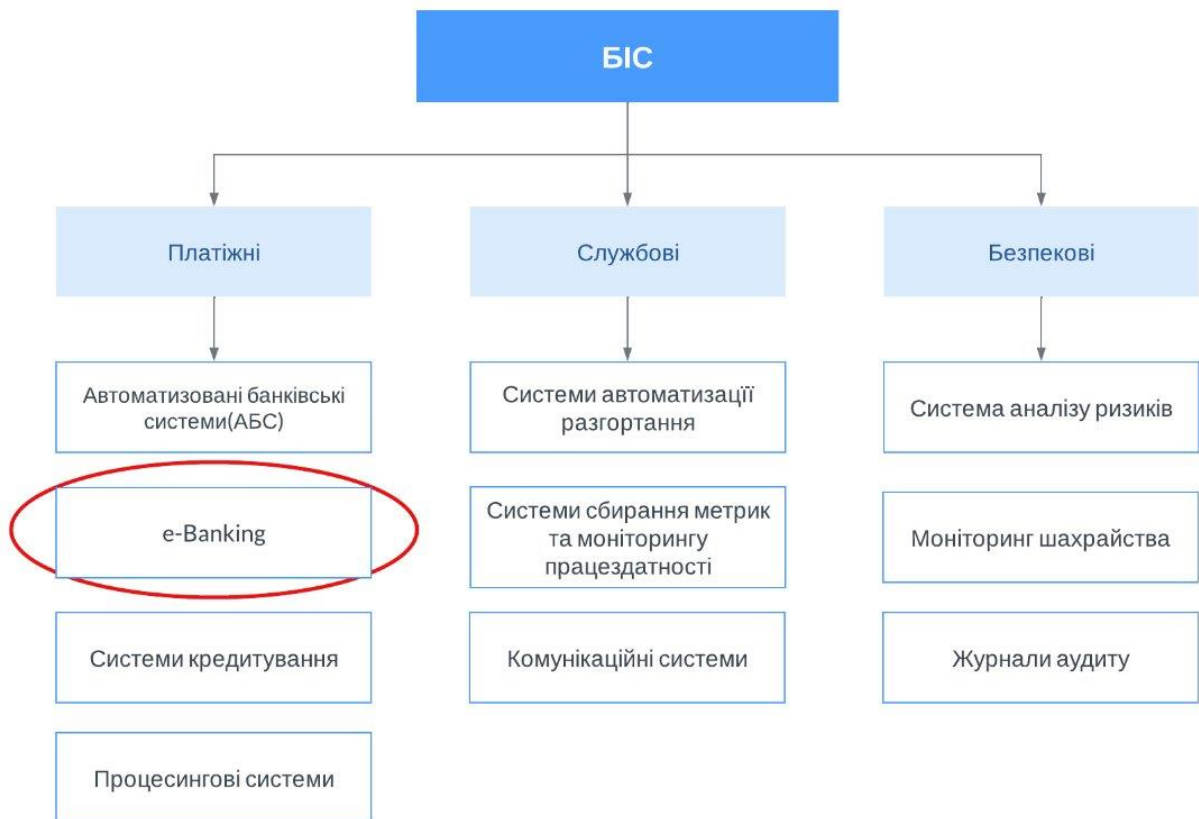 БІС
Платіжні
Службові
Безпекові
Автоматизовані банківські
системи(АБС)
Системи автоматизацїї
разгортання
Система аналізу ризиків
e-Banking
Системи сбирання метрик
та моніторингу
працездатності
Моніторинг шахрайства
Системи кредитування
Комунікаційні системи
Журнали аудиту
Процесингові системи